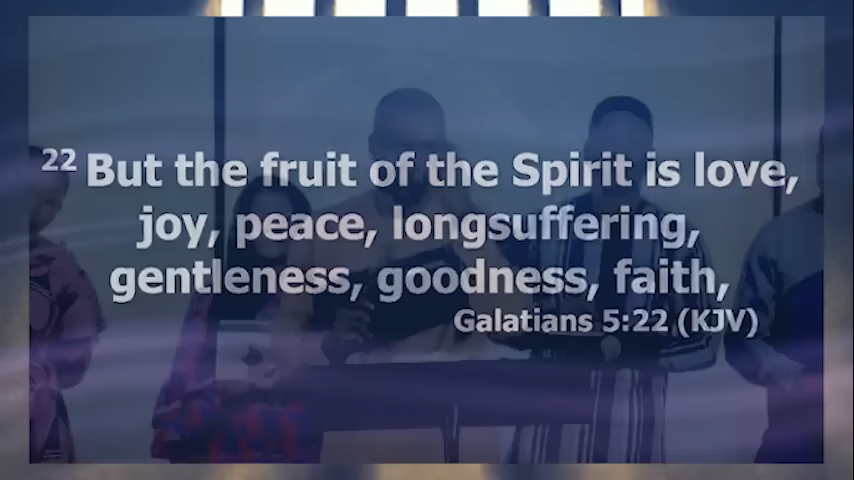 22 But the fruit of the Spirit is love,
joy, peace, longsuffering,
gentleness, goodness, faith,
Galatians 5:22 (KJV)